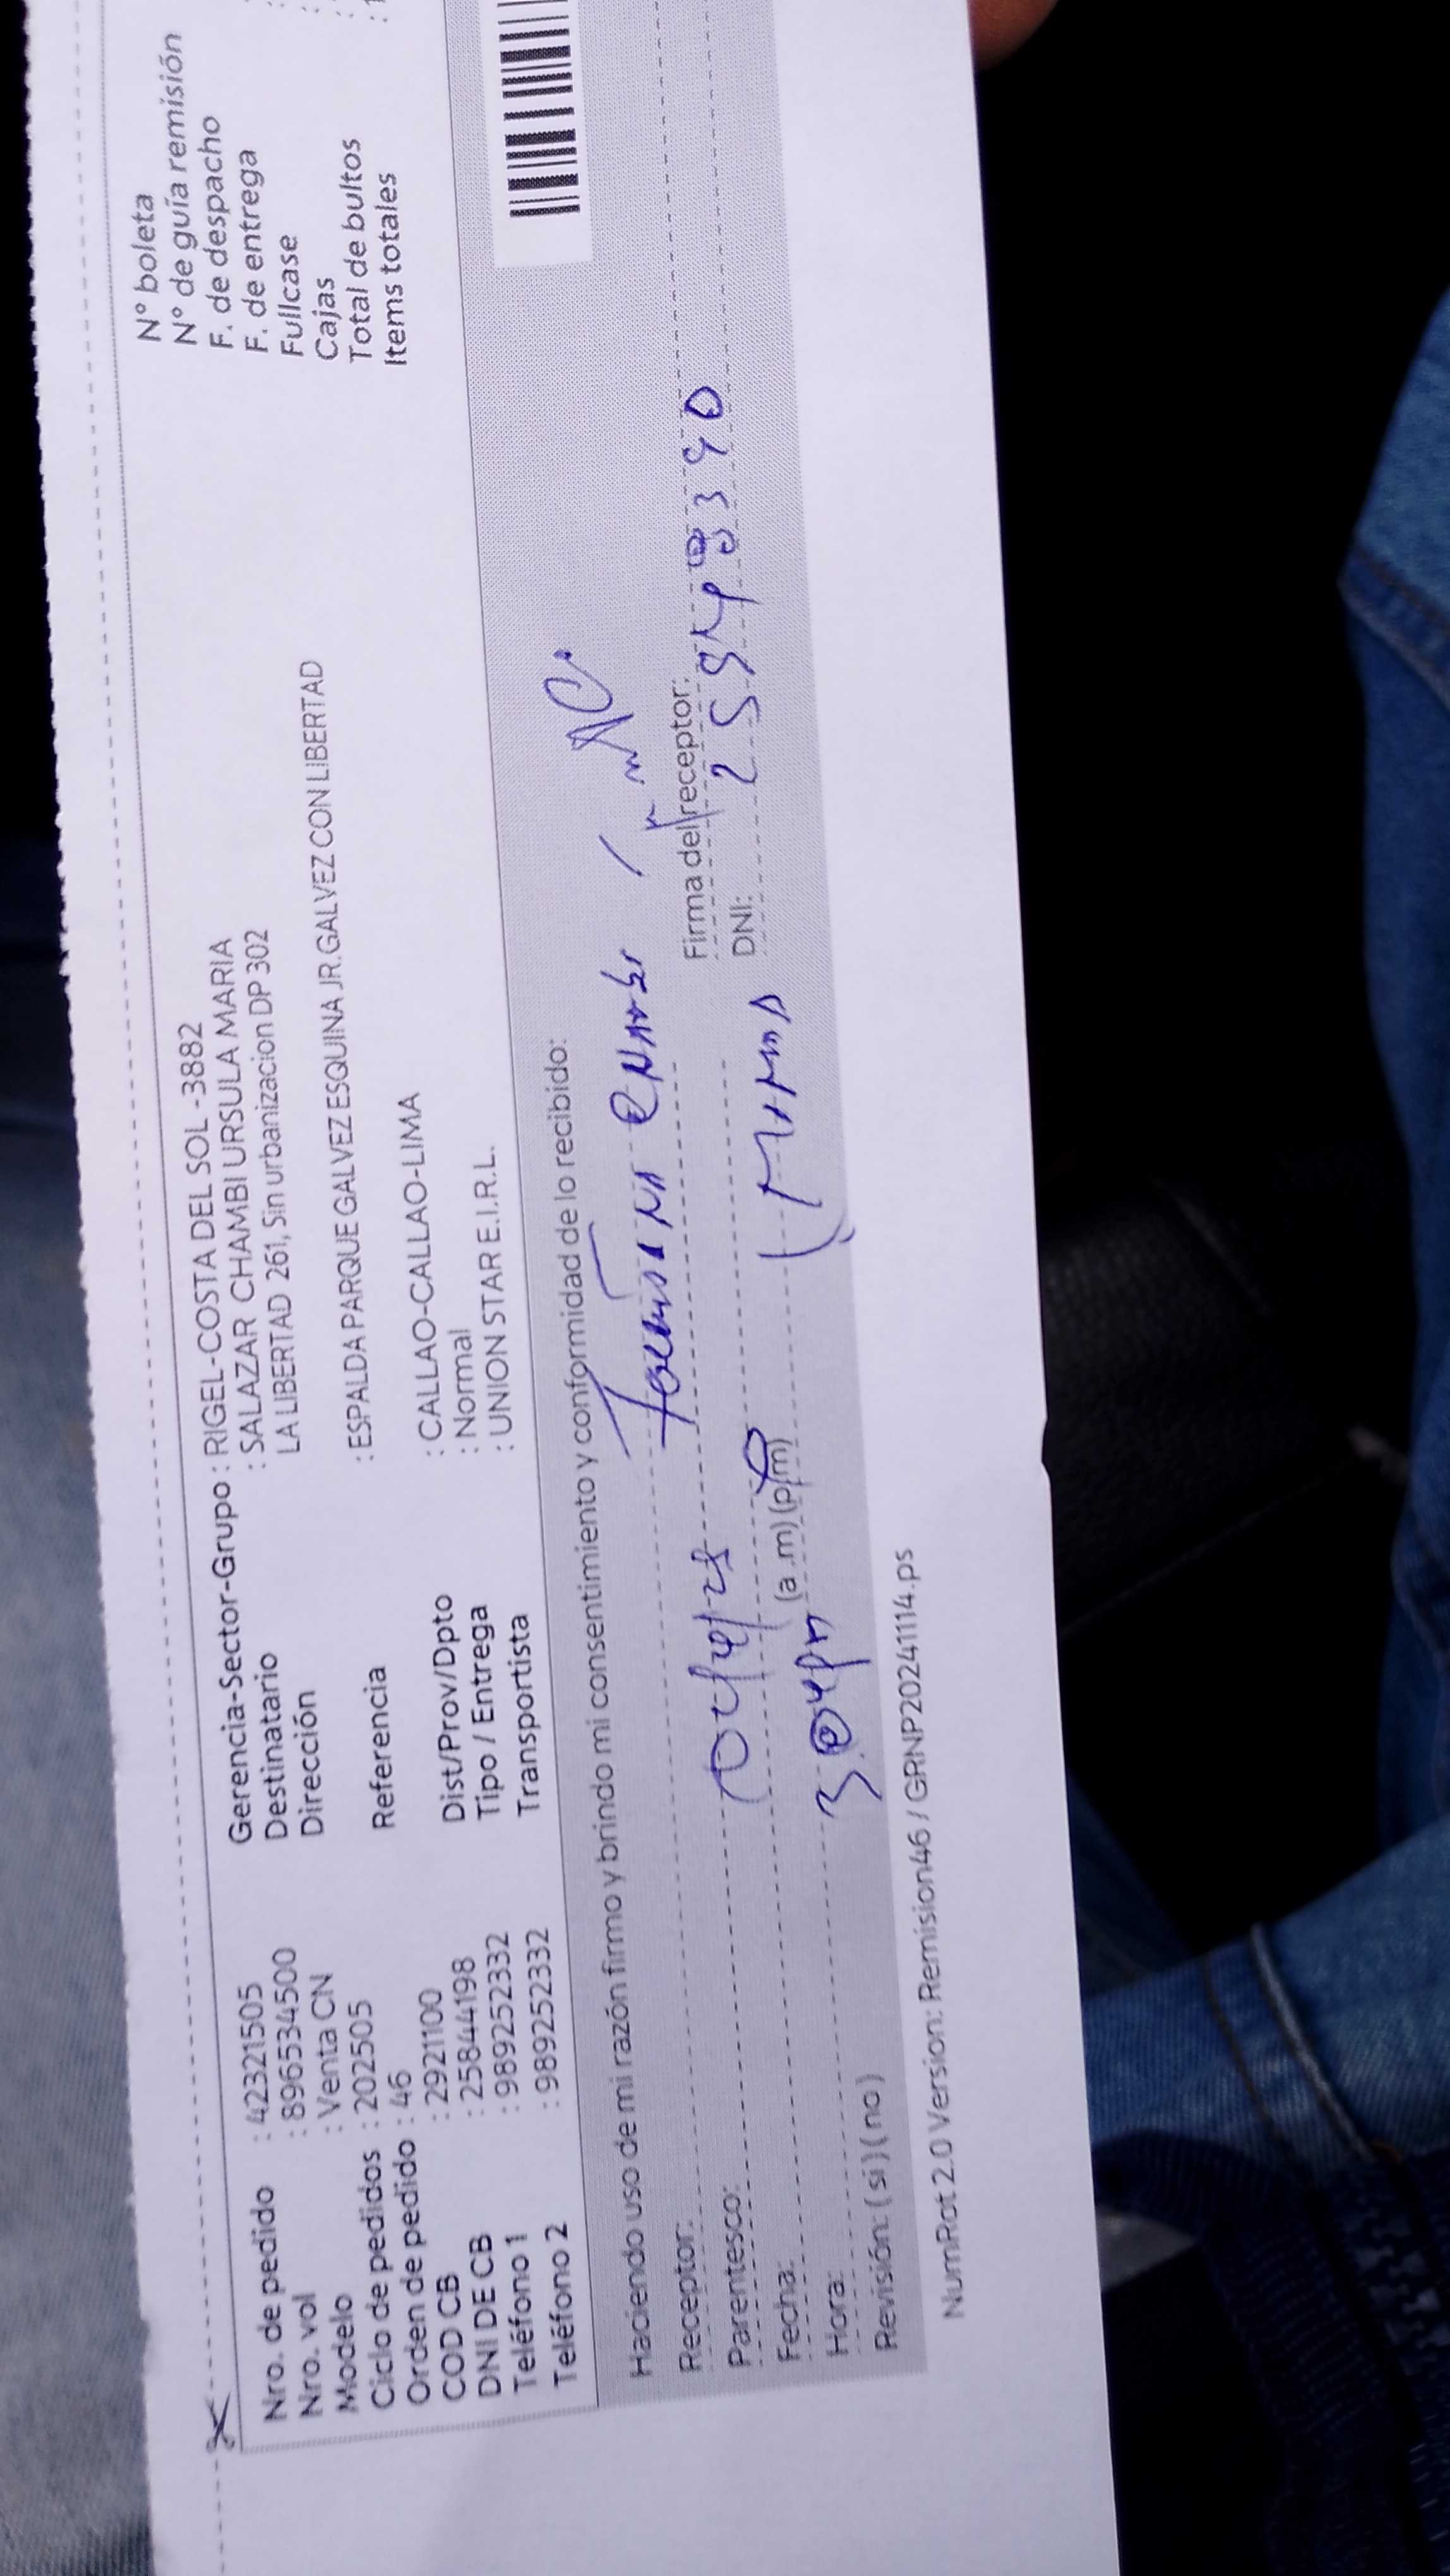 Nro. de pedido : 42321505
Nro. vol : 896534500
Modelo : Venta CN
Ciclo de pedidos : 202505
Orden de pedido : 46
COD CB : 2921100
DNI DE CB : 25844198
Teléfono 1 : 989252332
Teléfono 2 : 989252332
Gerencia-Sector-Grupo : RIGEL-COSTA DEL SOL -3882
Destinatario : SALAZAR CHAMBI URSULA MARIA
Dirección LA LIBERTAD 261, Sin urbanizacion DP 302
Referencia : ESPALDA PARQUE GALVEZ ESQUINA JR.GALVEZ CON LIBERTAD
Dist/Prov/Dpto : CALLAO-CALLAO-LIMA
Tipo / Entrega : Normal
Transportista : UNION STAR E.I.R.L.
N° boleta :
N° de guía remisión :
F. de despacho :
F. de entrega
Fullcase
Cajas
Total de bultos
Items totales
Haciendo uso de mi razón firmo y brindo mi consentimiento y conformidad de lo recibido:
Receptor:
Firma del receptor:
Parentesco:
DNI:
Fecha:
Hora: (a .m) (p.m)
Revisión: ( si ) ( no )
NumRot 2.0 Version: Remision46 / GRNP20241114.ps